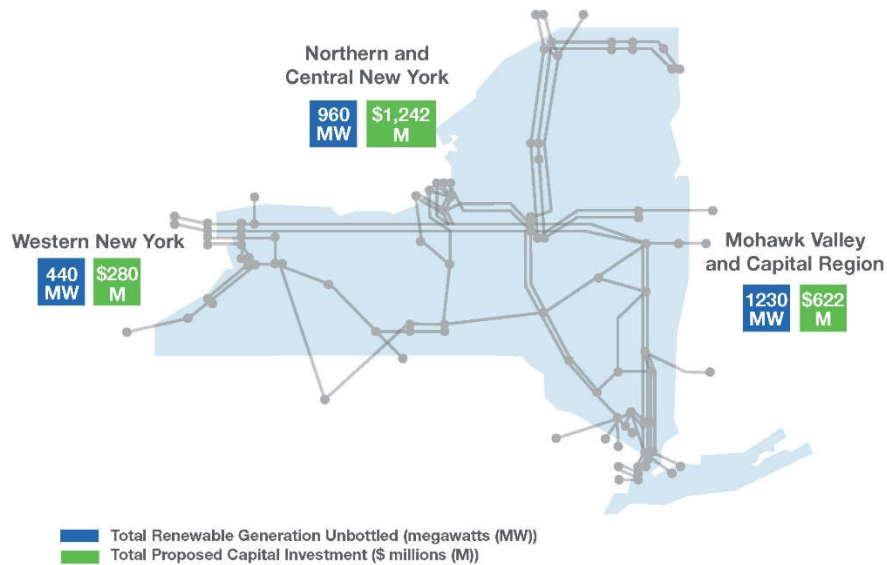 Northern and
Central New York
960
MW
$1,242
M
Western New York
440
MW
$280
M
Mohawk Valley
and Capital Region
1230
MW
$622
M
Total Renewable Generation Unbottled (megawatts (MW))
Total Proposed Capital Investment ($ millions (M))